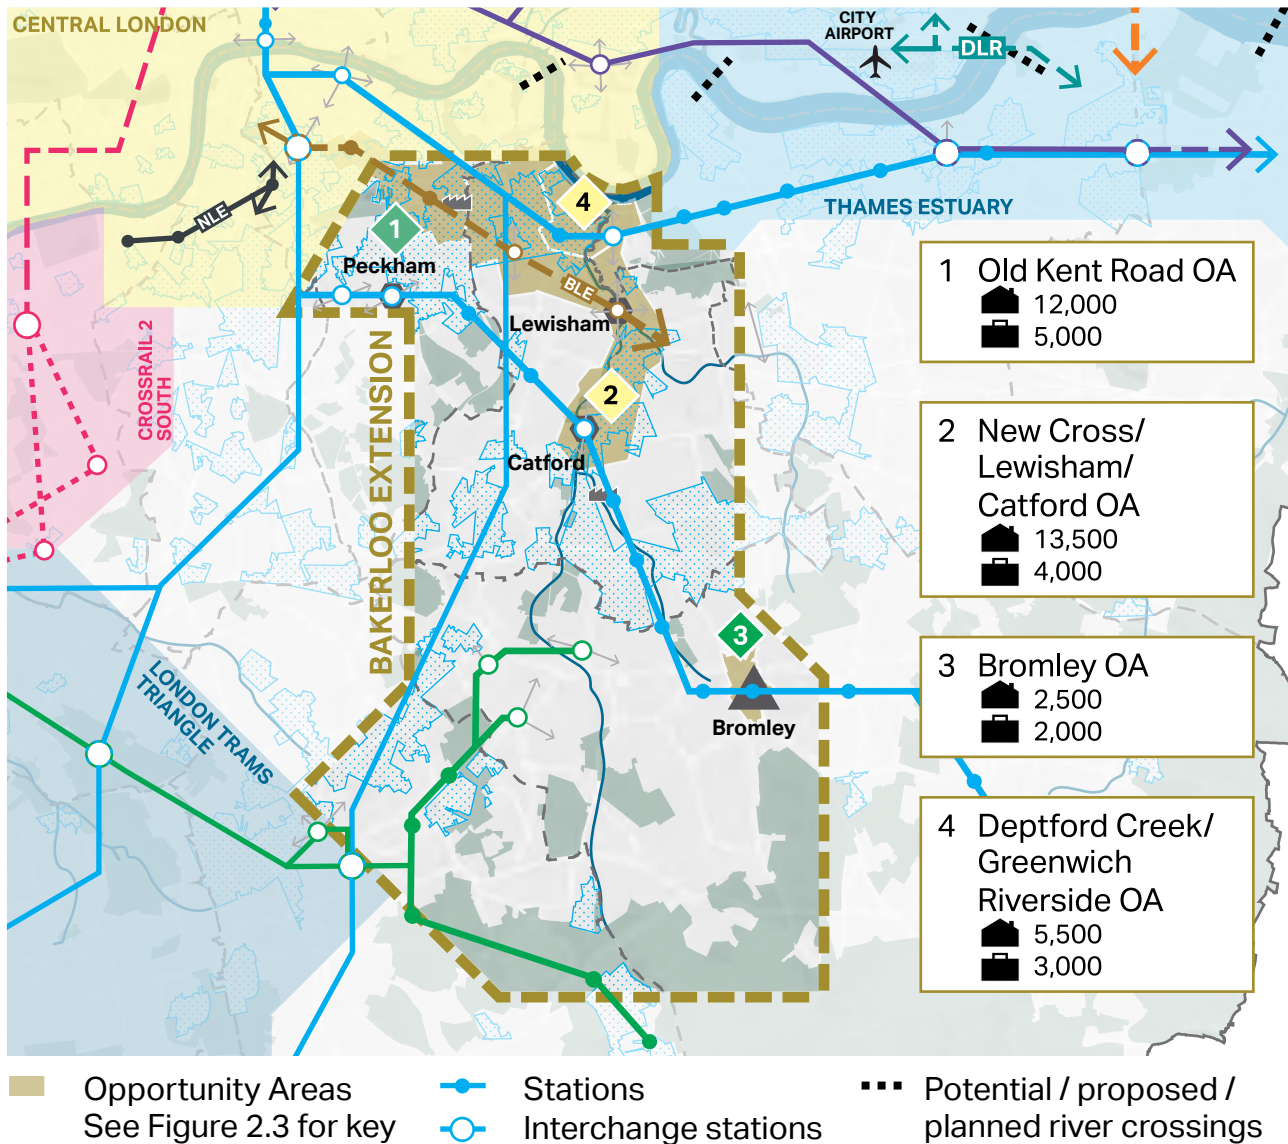 CENTRAL LONDON
CITY
AIRPORT
DLR
NLE
4
THAMES ESTUARY
1
Peckham
BLE
Lewisham
2
Catford
CROSSRAIL 2
SOUTH
BAKERLOO EXTENSION
3
Bromley
LONDON TRAMS
TRIANGLE
1 Old Kent Road OA
12,000
5,000
2 New Cross/
Lewisham/
Catford OA
13,500
4,000
3 Bromley OA
2,500
2,000
4 Deptford Creek/
Greenwich
Riverside OA
5,500
3,000
Opportunity Areas
See Figure 2.3 for key
Stations
Interchange stations
Potential / proposed /
planned river crossings